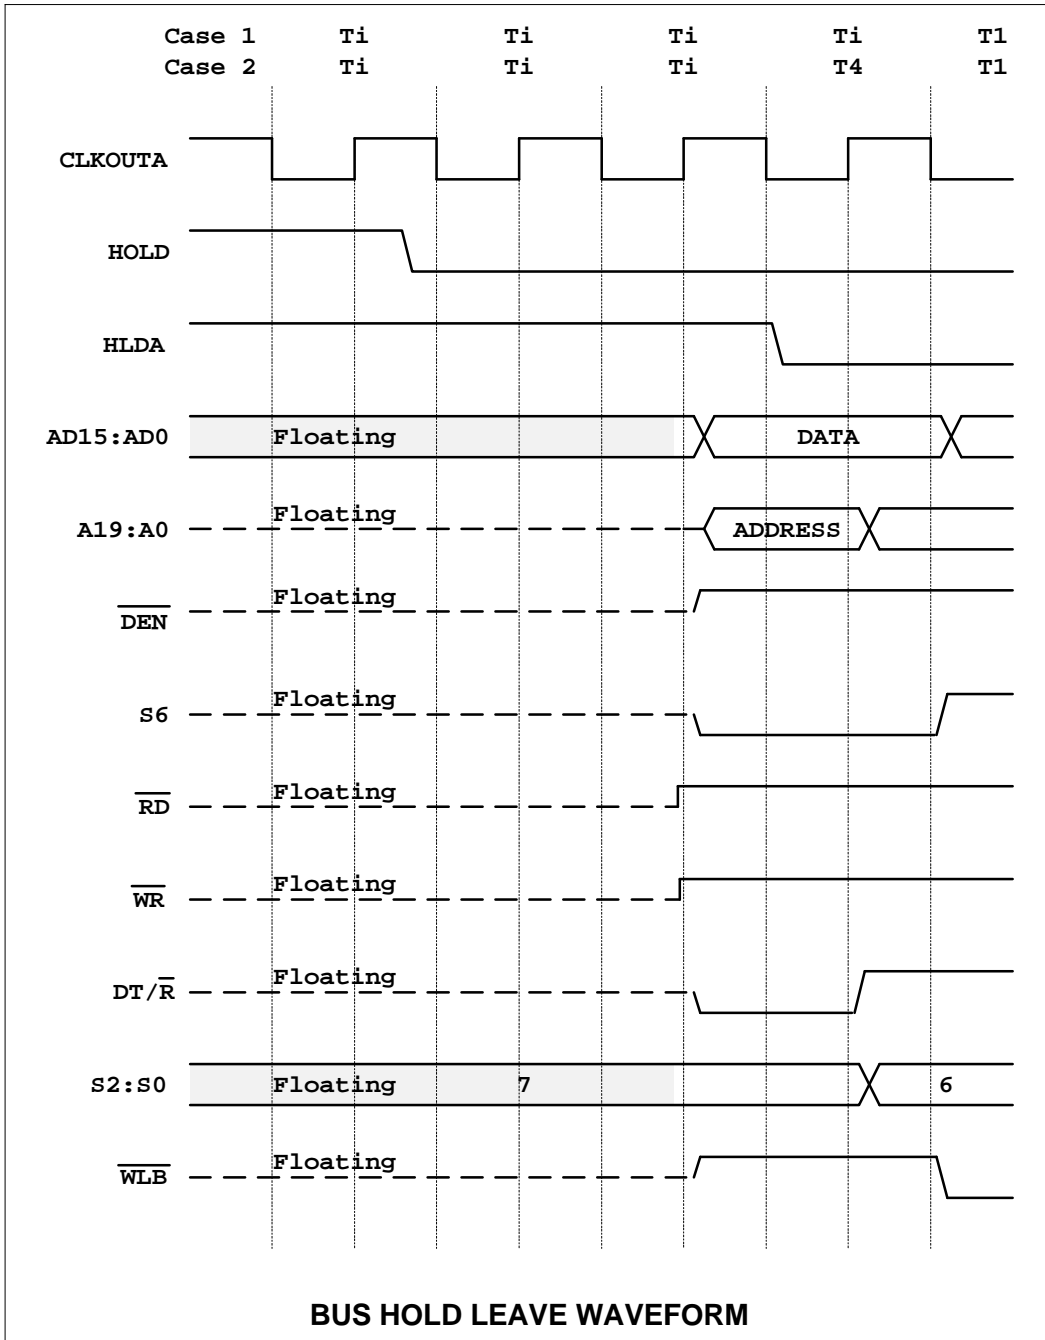 Case 1 Ti Ti Ti Ti T1
Case 2 Ti Ti Ti T4 T1
CLKOUTA
HOLD
HLDA
AD15:AD0 Floating DATA
A19:A0 Floating ADDRESS
DEN Floating
S6 Floating
RD Floating
WR Floating
DT/R Floating
S2:S0 Floating 7 6
WLB Floating
BUS HOLD LEAVE WAVEFORM